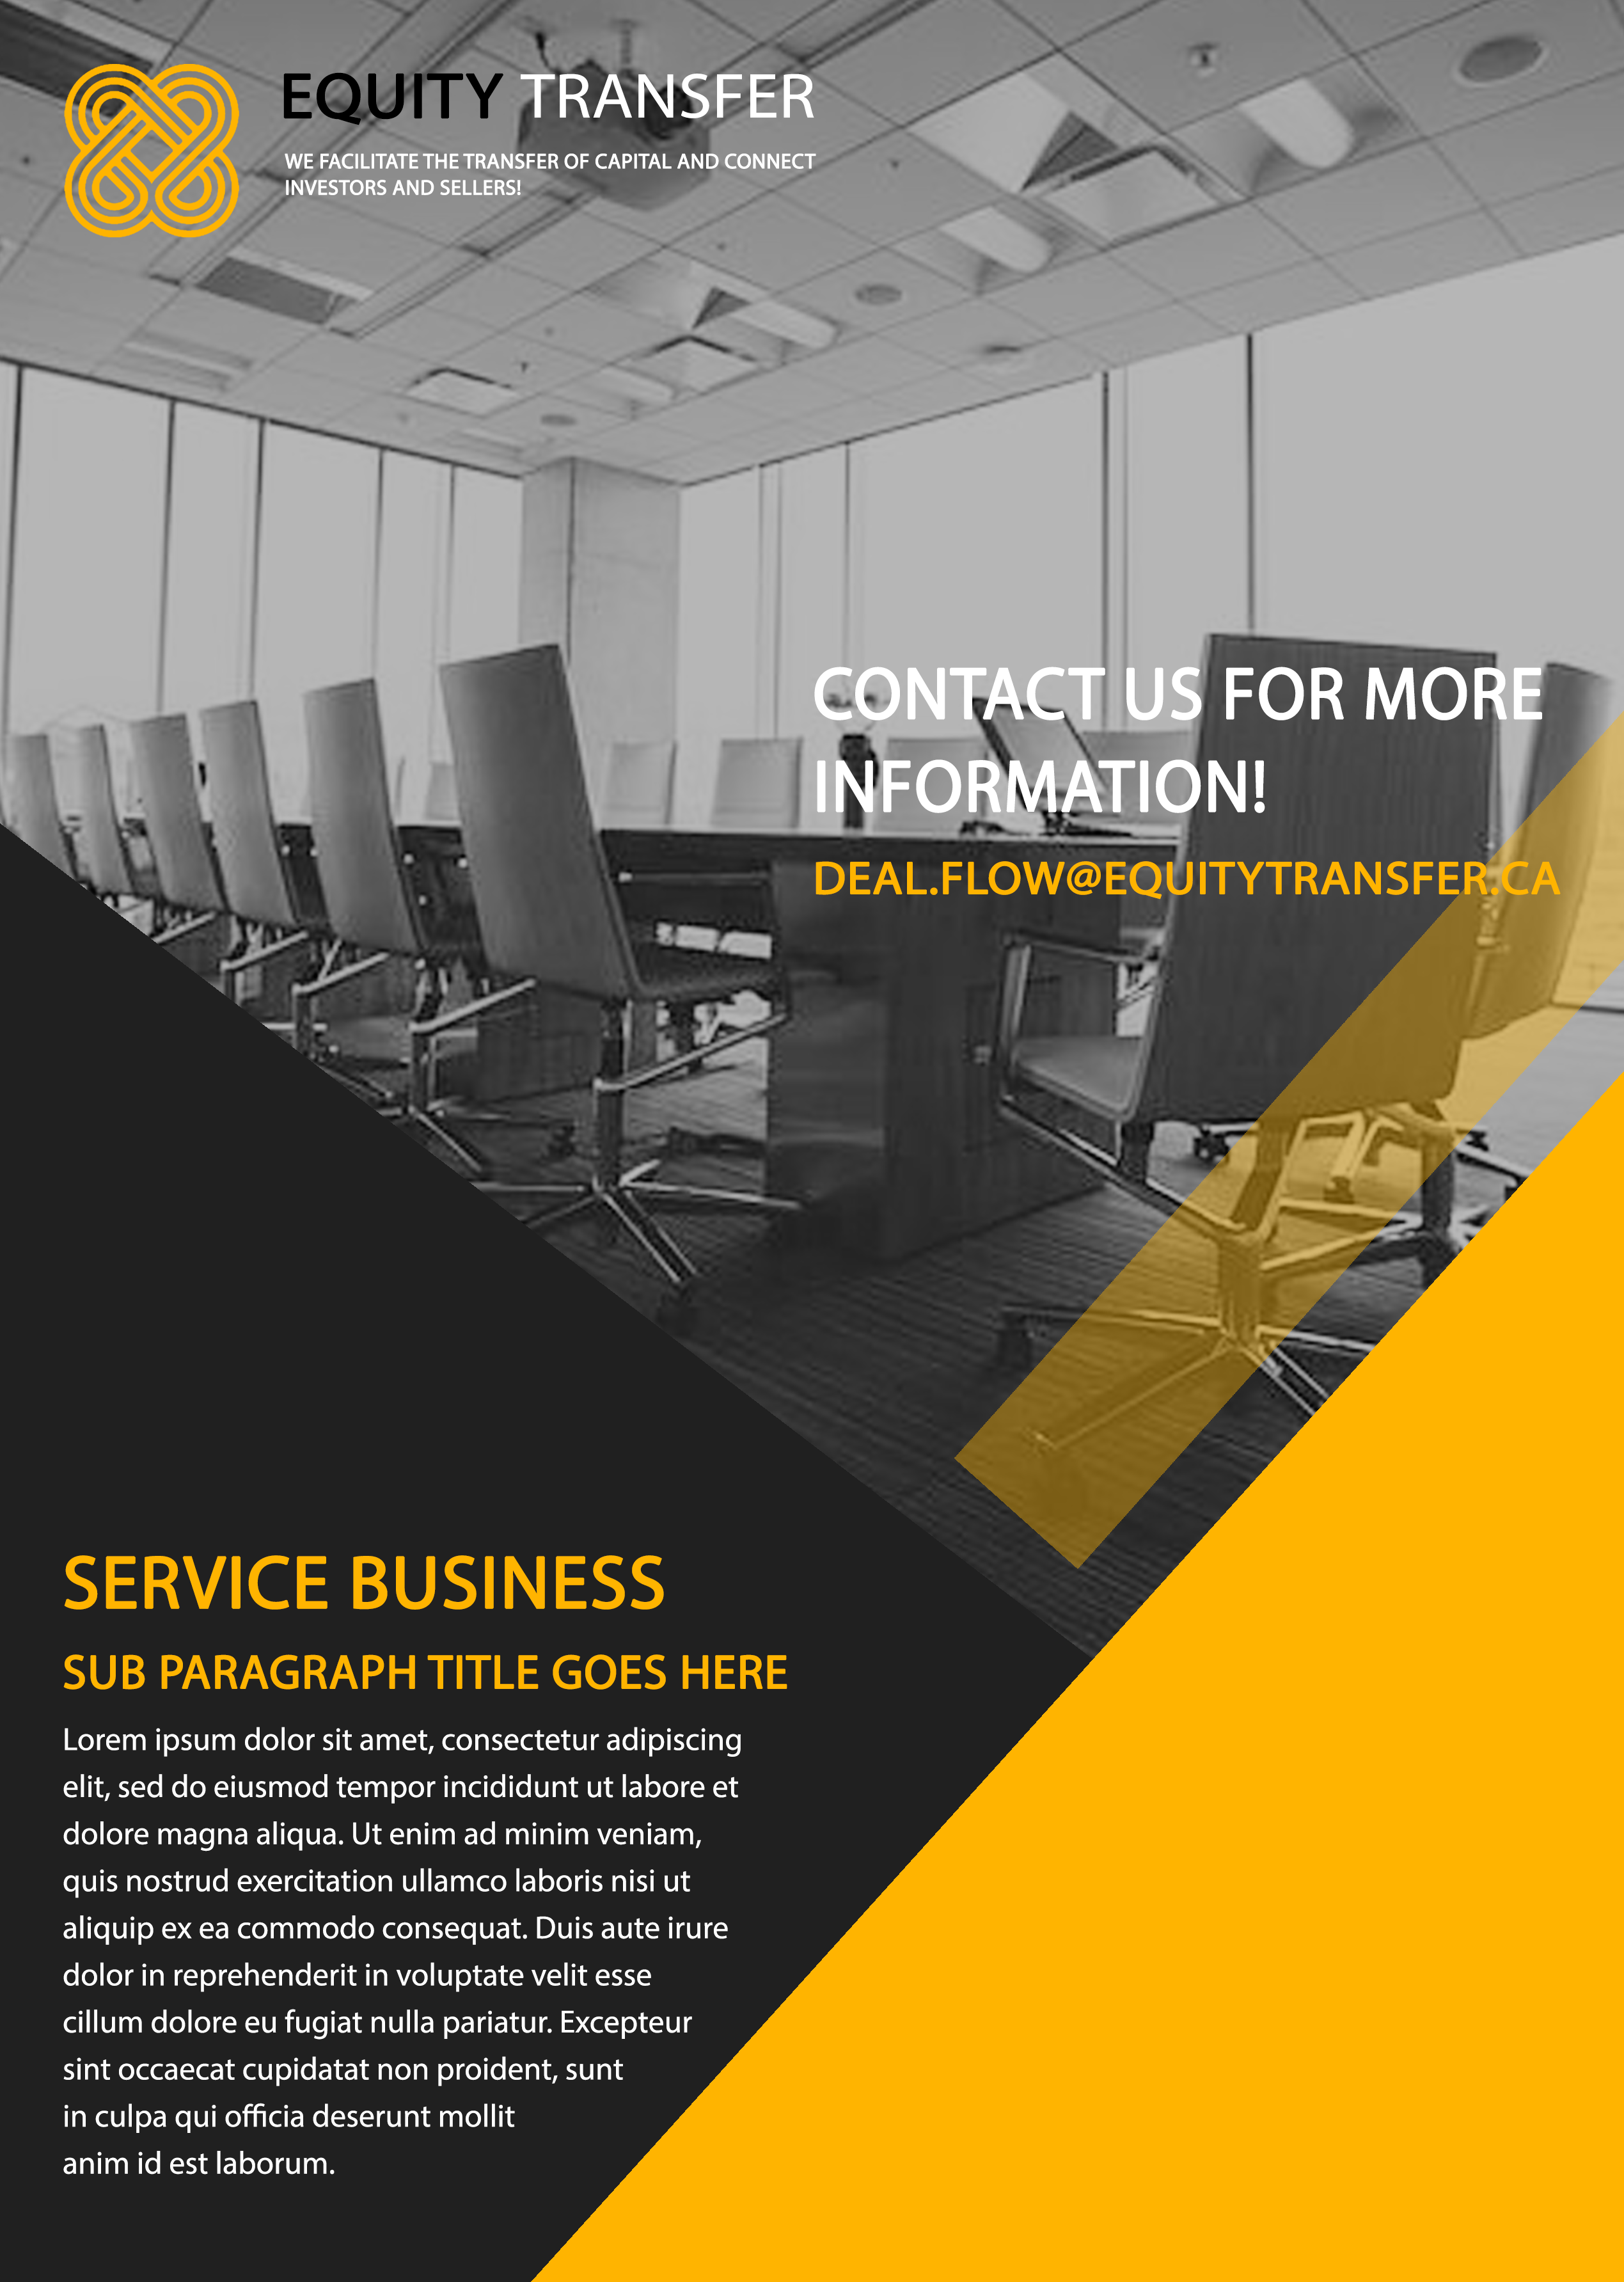 EQUITY TRANSFER
WE FACILITATE THE TRANSFER OF CAPITAL AND CONNECT
INVESTORS AND SELLERS!
CONTACT US FOR MORE
INFORMATION!
DEAL.FLOW@EQUITYTRANSFER.CA
SERVICE BUSINESS
SUB PARAGRAPH TITLE GOES HERE
Lorem ipsum dolor sit amet, consectetur adipiscing
elit, sed do eiusmod tempor incididunt ut labore et
dolore magna aliqua. Ut enim ad minim veniam,
quis nostrud exercitation ullamco laboris nisi ut
aliquip ex ea commodo consequat. Duis aute irure
dolor in reprehenderit in voluptate velit esse
cillum dolore eu fugiat nulla pariatur. Excepteur
sint occaecat cupidatat non proident, sunt
in culpa qui officia deserunt mollit
anim id est laborum.